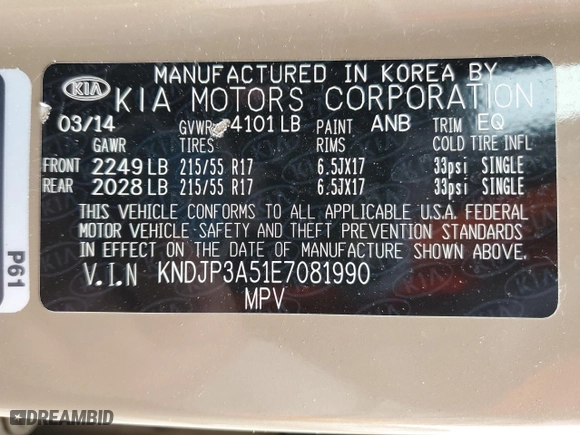 MANUFACTURED IN KOREA BY
KIA KIA MOTORS CORPORATION
03/14 GVWR 4101 LB PAINT ANB TRIM EQ
GAWR TIRES RIMS COLD TIRE INFL
FRONT 2249 LB 215/55 R17 6.5JX17 33psi SINGLE
REAR 2028 LB 215/55 R17 6.5JX17 33psi SINGLE
THIS VEHICLE CONFORMS TO ALL APPLICABLE U.S.A. FEDERAL
MOTOR VEHICLE SAFETY AND THEFT PREVENTION STANDARDS
IN EFFECT ON THE DATE OF MANUFACTURE SHOWN ABOVE.
V.I.N KNDJP3A51E7081990
MPV
P61
DREAMBID